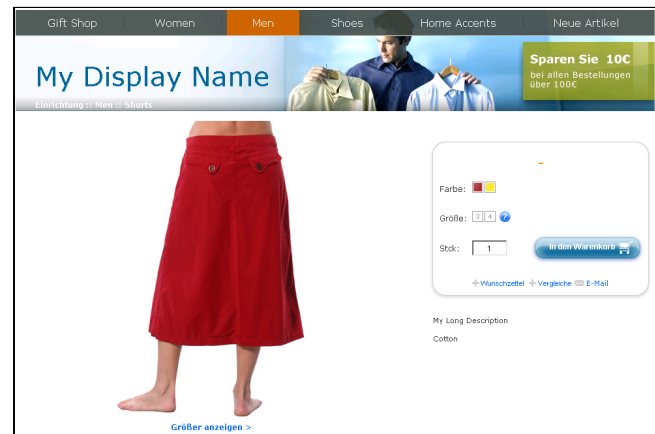 Gift Shop Women Men Shoes Home Accents Neue Artikel
My Display Name
Sparen Sie 10€
bei allen Bestellungen
über 100€
Einrichtung :: Men :: Shorts
Farbe:
Größe: 3 4 ?
Stck: 1 In den Warenkorb
Wunschzettel Vergleiche E-Mail
My Long Description
Cotton
Größer anzeigen >